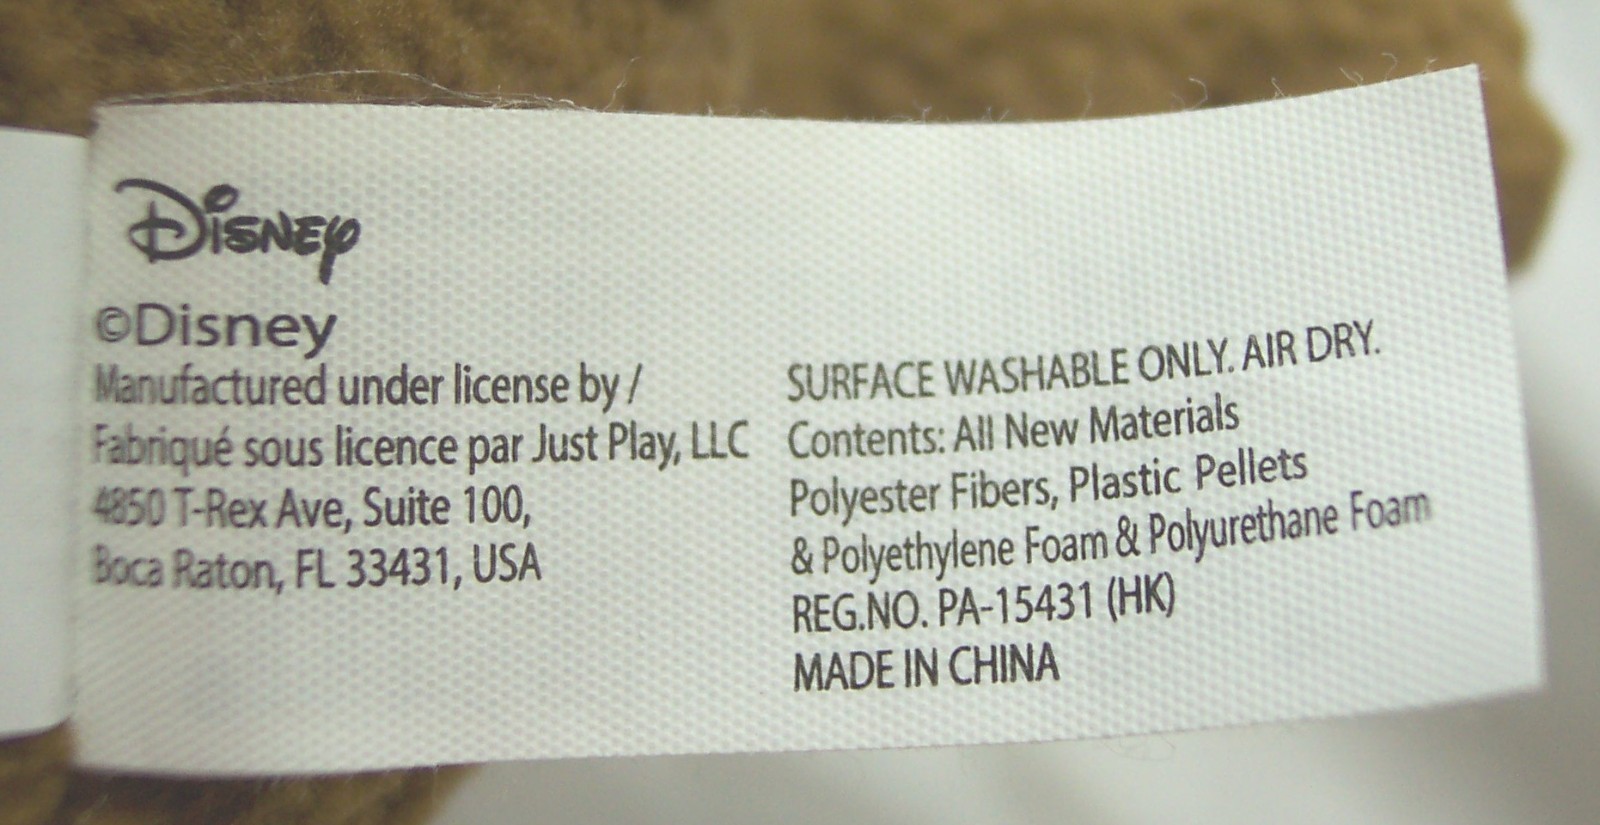 Disney
©Disney
Manufactured under license by /
Fabriqué sous licence par Just Play, LLC
4850 T-Rex Ave, Suite 100,
Boca Raton, FL 33431, USA
SURFACE WASHABLE ONLY. AIR DRY.
Contents: All New Materials
Polyester Fibers, Plastic Pellets
& Polyethylene Foam & Polyurethane Foam
REG.NO. PA-15431 (HK)
MADE IN CHINA